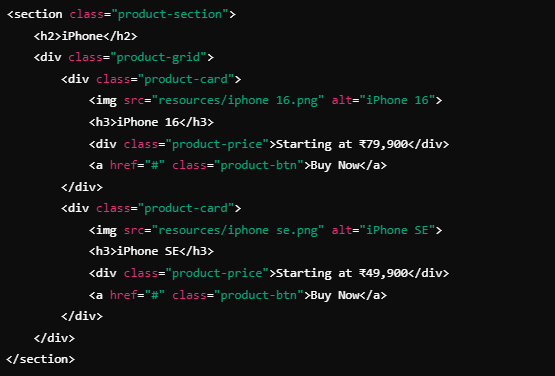 <section class="product-section">
<h2>iPhone</h2>
<div class="product-grid">
<div class="product-card">
<img src="resources/iphone 16.png" alt="iPhone 16">
<h3>iPhone 16</h3>
<div class="product-price">Starting at ₹79,900</div>
<a href="#" class="product-btn">Buy Now</a>
</div>
<div class="product-card">
<img src="resources/iphone se.png" alt="iPhone SE">
<h3>iPhone SE</h3>
<div class="product-price">Starting at ₹49,900</div>
<a href="#" class="product-btn">Buy Now</a>
</div>
</div>
</section>